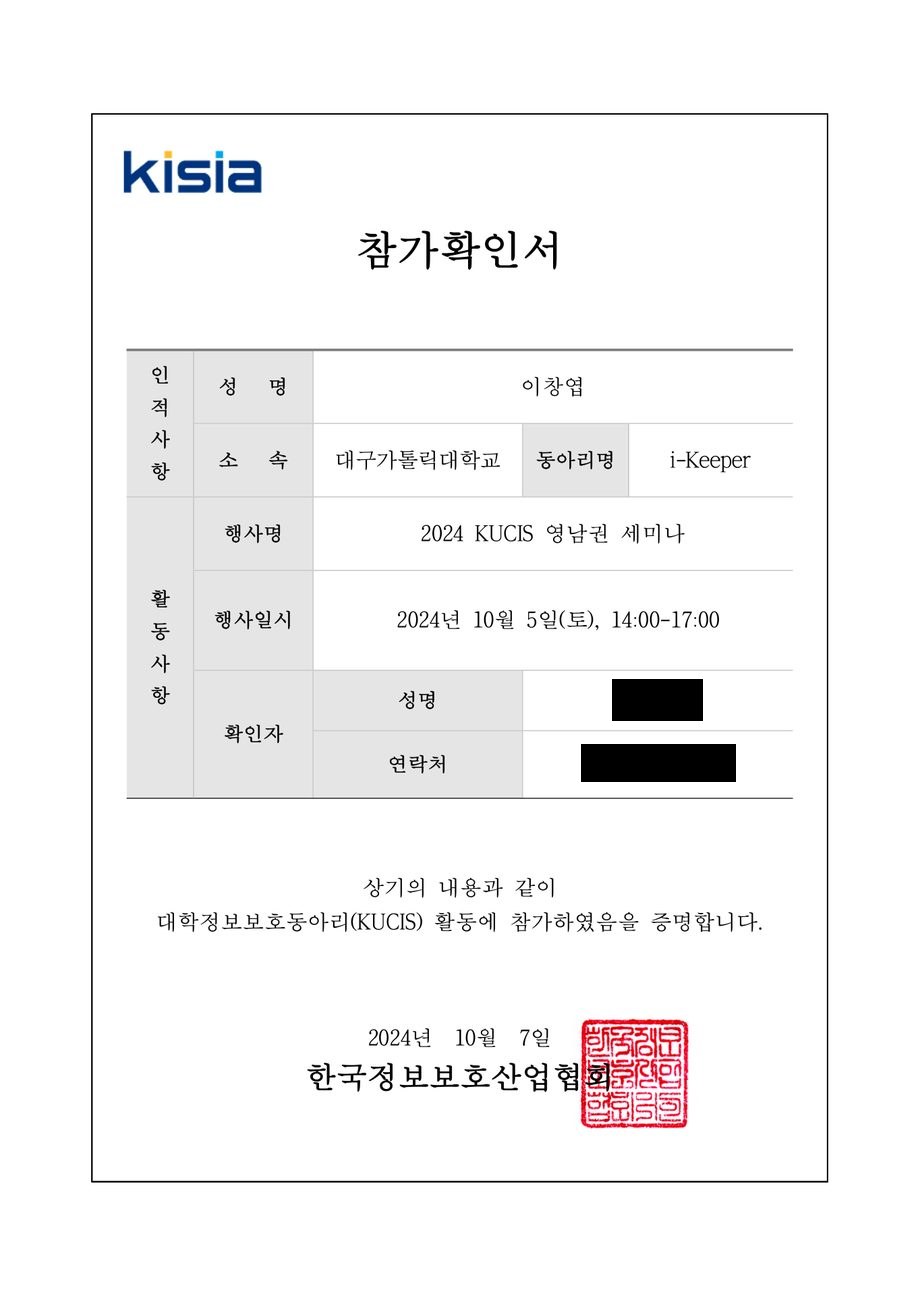 kisia
참가확인서
인적사항
성 명
이창엽
소 속
대구가톨릭대학교
동아리명
i-Keeper
활동사항
행사명
2024 KUCIS 영남권 세미나
행사일시
2024년 10월 5일(토), 14:00-17:00
확인자
성명
연락처
상기의 내용과 같이
대학정보보호동아리(KUCIS) 활동에 참가하였음을 증명합니다.
2024년 10월 7일
한국정보보호산업협회